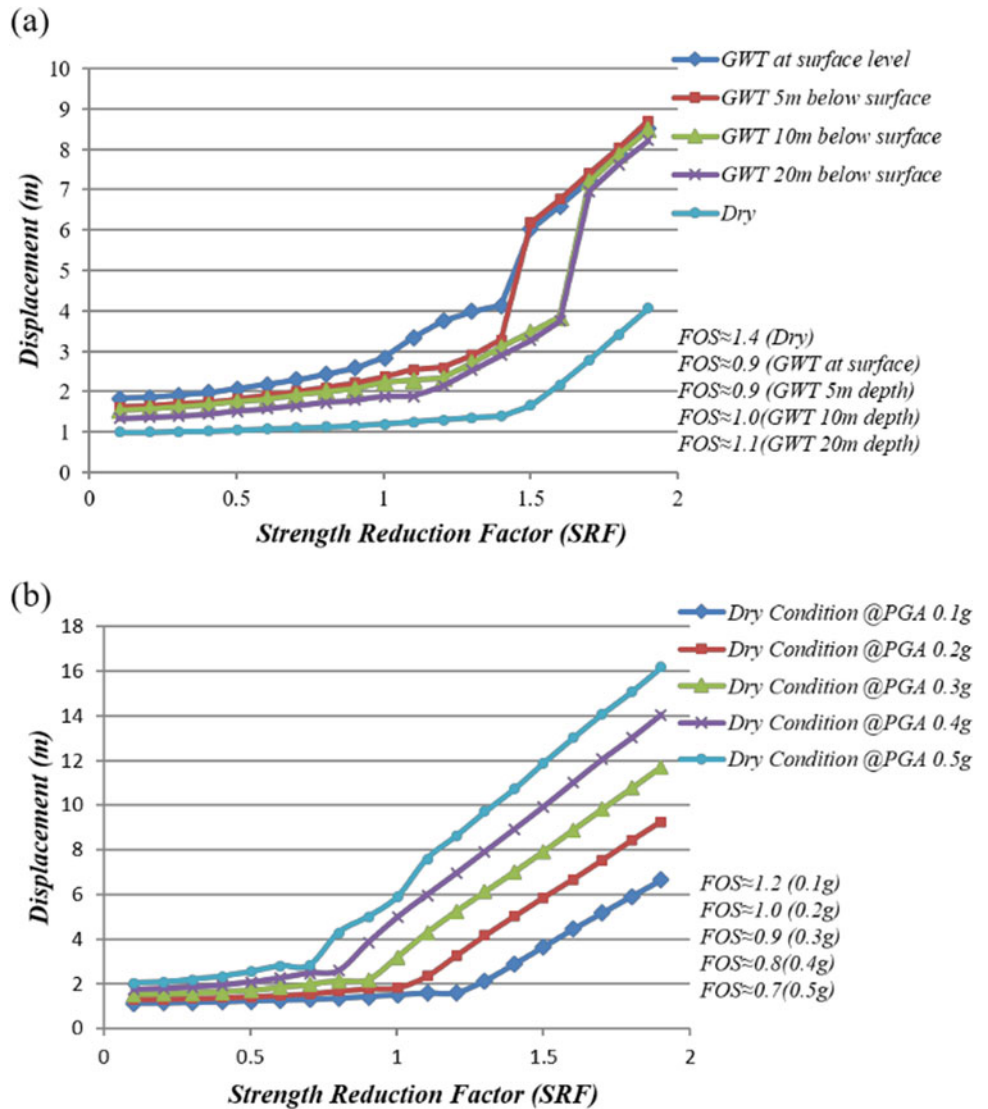 (a)
GWT at surface level
GWT 5m below surface
GWT 10m below surface
GWT 20m below surface
Dry
10
9
8
7
6
5
4
3
2
1
0
Displacement (m)
FOS≈1.4 (Dry)
FOS≈0.9 (GWT at surface)
FOS≈0.9 (GWT 5m depth)
FOS≈1.0(GWT 10m depth)
FOS≈1.1(GWT 20m depth)
0 0.5 1 1.5 2
Strength Reduction Factor (SRF)
(b)
Dry Condition @PGA 0.1g
Dry Condition @PGA 0.2g
Dry Condition @PGA 0.3g
Dry Condition @PGA 0.4g
Dry Condition @PGA 0.5g
18
16
14
12
10
8
6
4
2
0
Displacement (m)
FOS≈1.2 (0.1g)
FOS≈1.0 (0.2g)
FOS≈0.9 (0.3g)
FOS≈0.8(0.4g)
FOS≈0.7(0.5g)
0 0.5 1 1.5 2
Strength Reduction Factor (SRF)